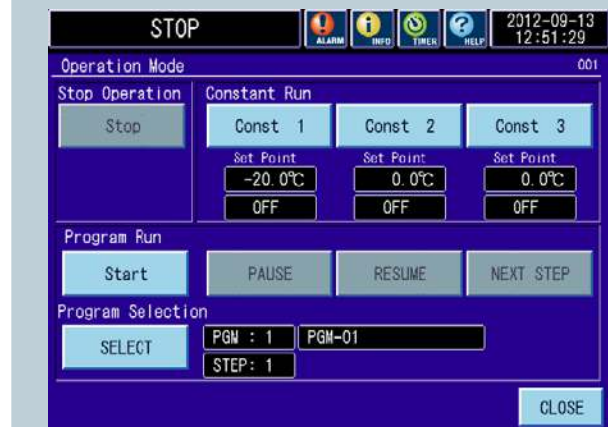 STOP
ALARM
INFO
TIMER
HELP
2012-09-13
12:51:29
Operation Mode
001
Stop Operation
Constant Run
Stop
Const 1
Const 2
Const 3
Set Point
Set Point
Set Point
-20.0℃
0.0℃
0.0℃
OFF
OFF
OFF
Program Run
Start
PAUSE
RESUME
NEXT STEP
Program Selection
SELECT
PGM : 1
PGM-01
STEP: 1
CLOSE